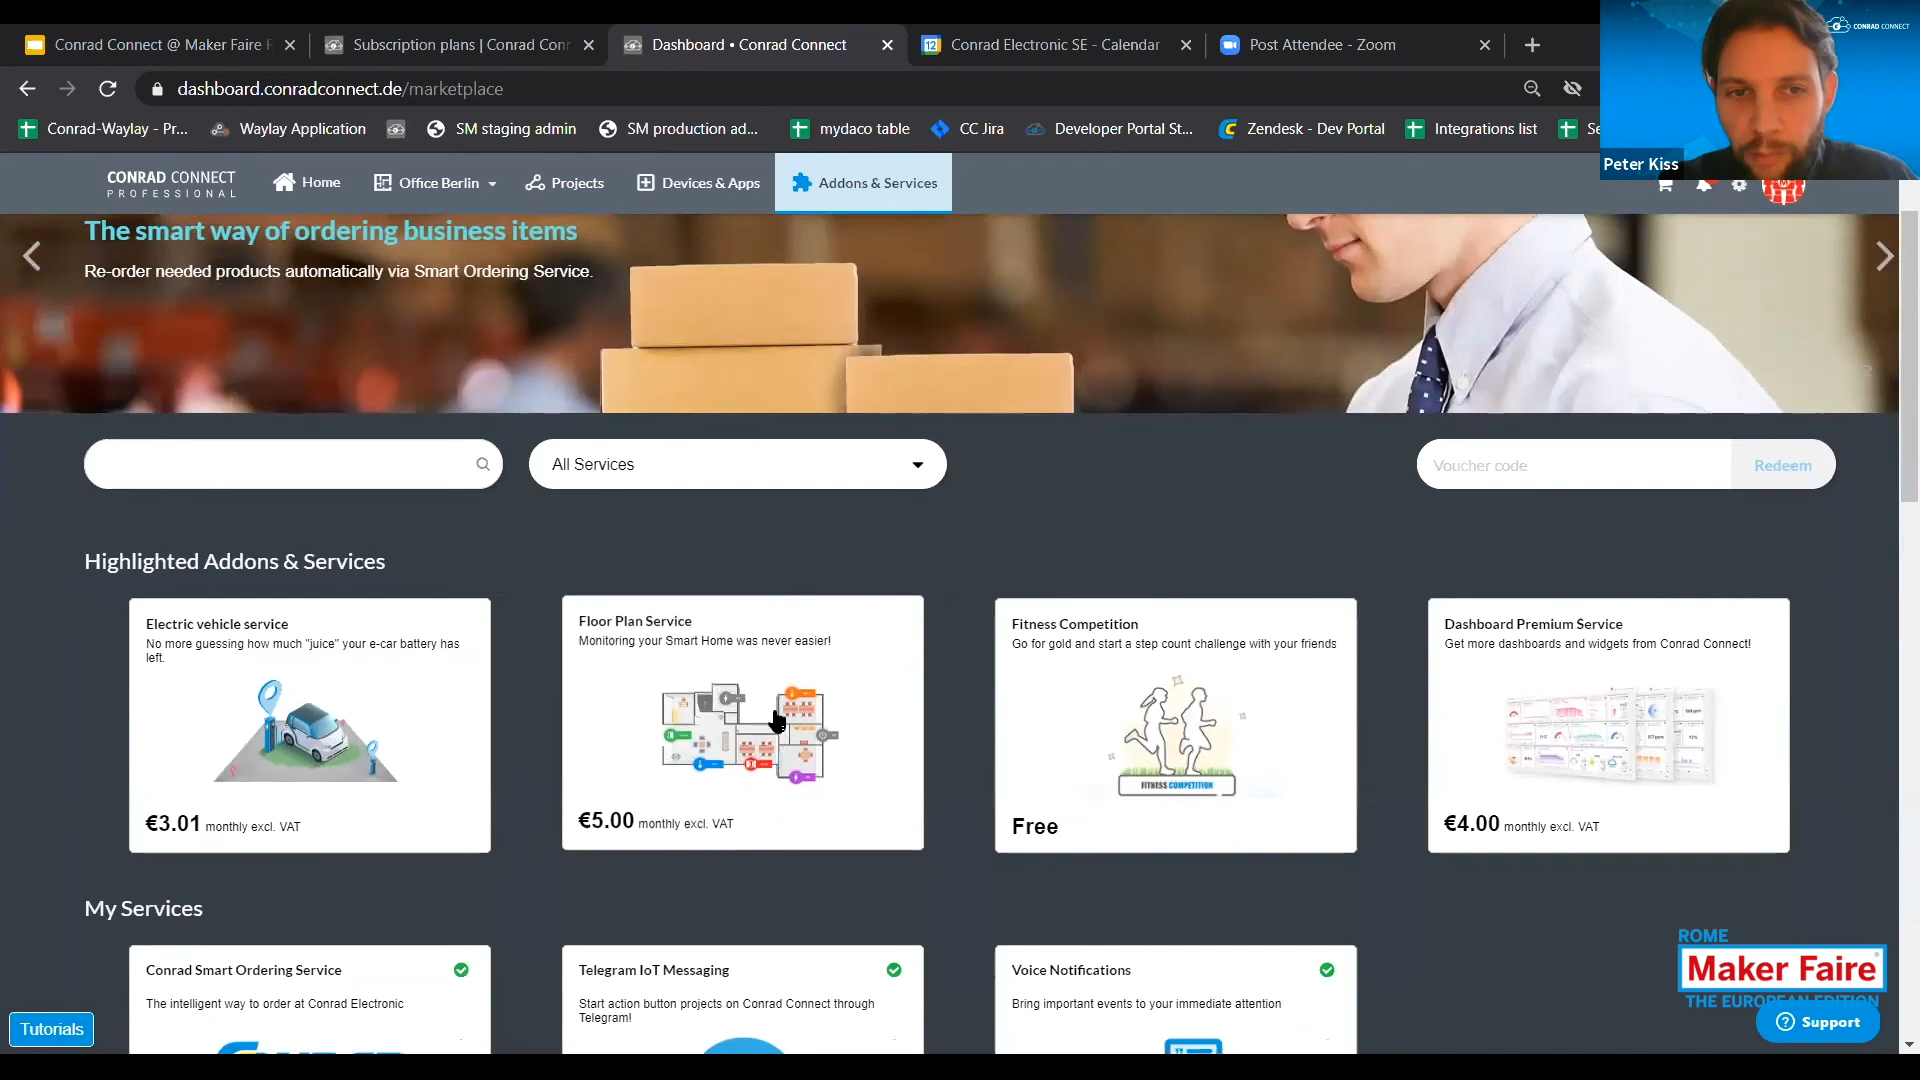 Conrad Connect @ Maker Faire
Subscription plans | Conrad Con
Dashboard • Conrad Connect
Conrad Electronic SE - Calendar
Post Attendee - Zoom
dashboard.conradconnect.de/marketplace
Conrad-Waylay - Pr...
Waylay Application
SM staging admin
SM production ad...
mydaco table
CC Jira
Developer Portal St...
Zendesk - Dev Portal
Integrations list
CONRAD CONNECT
Peter Kiss
CONRAD CONNECT
PROFESSIONAL
Home
Office Berlin
Projects
Devices & Apps
Addons & Services
The smart way of ordering business items
Re-order needed products automatically via Smart Ordering Service.
All Services
Voucher code
Redeem
Highlighted Addons & Services
Electric vehicle service
No more guessing how much "juice" your e-car battery has
left.
€3.01 monthly excl. VAT
Floor Plan Service
Monitoring your Smart Home was never easier!
€5.00 monthly excl. VAT
Fitness Competition
Go for gold and start a step count challenge with your friends
FITNESS COMPETITION
Free
Dashboard Premium Service
Get more dashboards and widgets from Conrad Connect!
€4.00 monthly excl. VAT
My Services
Conrad Smart Ordering Service
The intelligent way to order at Conrad Electronic
Telegram IoT Messaging
Start action button projects on Conrad Connect through
Telegram!
Voice Notifications
Bring important events to your immediate attention
ROME
Maker Faire
THE EUROPEAN EDITION
Tutorials
Support